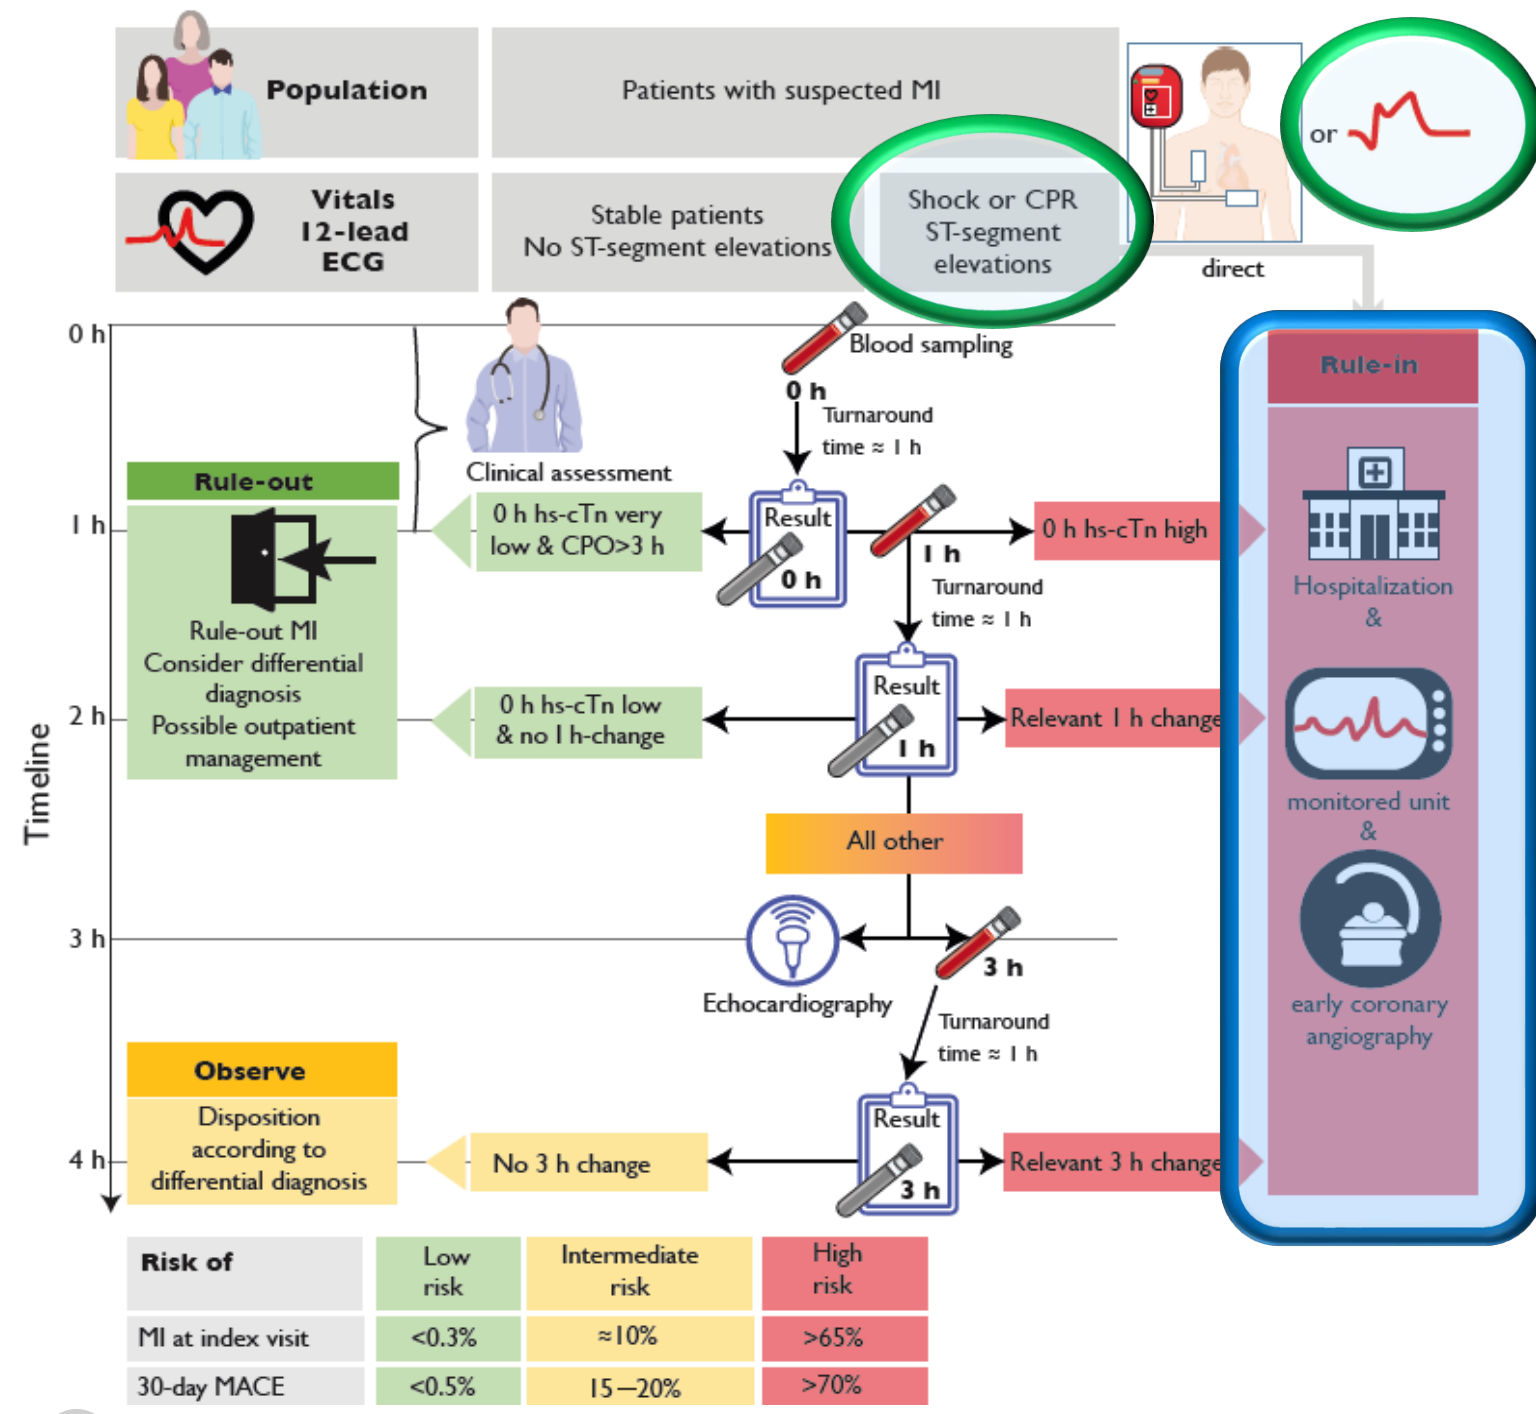 Population
Patients with suspected MI
or
Vitals
12-lead
ECG
Stable patients
No ST-segment elevations
Shock or CPR
ST-segment
elevations
direct
Timeline
0 h
1 h
2 h
3 h
4 h
Clinical assessment
Blood sampling
0 h
Turnaround
time ≈ 1 h
Rule-out
Rule-out MI
Consider differential
diagnosis
Possible outpatient
management
0 h hs-cTn very
low & CPO>3 h
Result
0 h
1 h
0 h hs-cTn high
Turnaround
time ≈ 1 h
0 h hs-cTn low
& no 1 h-change
Result
1 h
Relevant 1 h change
All other
Echocardiography
3 h
Turnaround
time ≈ 1 h
Observe
Disposition
according to
differential diagnosis
No 3 h change
Result
3 h
Relevant 3 h change
Rule-in
Hospitalization
&
monitored unit
&
early coronary
angiography
Risk of
Low
risk
Intermediate
risk
High
risk
MI at index visit
<0.3%
≈10%
>65%
30-day MACE
<0.5%
15—20%
>70%